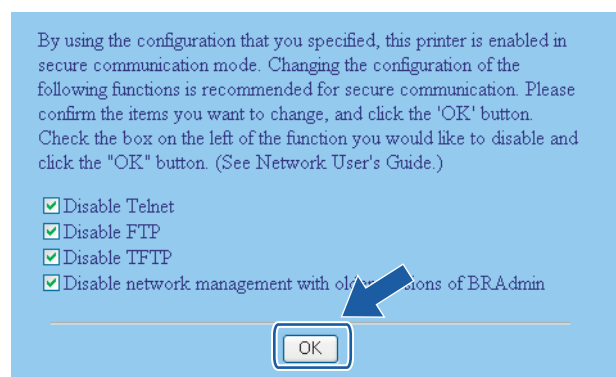 By using the configuration that you specified, this printer is enabled in
secure communication mode. Changing the configuration of the
following functions is recommended for secure communication. Please
confirm the items you want to change, and click the 'OK' button.
Check the box on the left of the function you would like to disable and
click the "OK" button. (See Network User's Guide.)
Disable Telnet
Disable FTP
Disable TFTP
Disable network management with of BRAdmin
OK